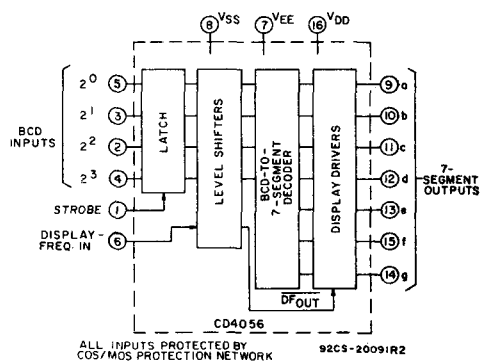 8 VSS 7 VEE 16 VDD
BCD INPUTS
2⁰ 5
2¹ 3
2² 2
2³ 4
STROBE 1
DISPLAY-FREQ. IN 6
LATCH
LEVEL SHIFTERS
BCD-TO-
7-SEGMENT
DECODER
DISPLAY DRIVERS
9 a
10 b
11 c
12 d
13 e
15 f
14 g
7-
SEGMENT
OUTPUTS
D̅F̅O̅U̅T̅
CD4056
ALL INPUTS PROTECTED BY
COS/MOS PROTECTION NETWORK
92CS-20091R2